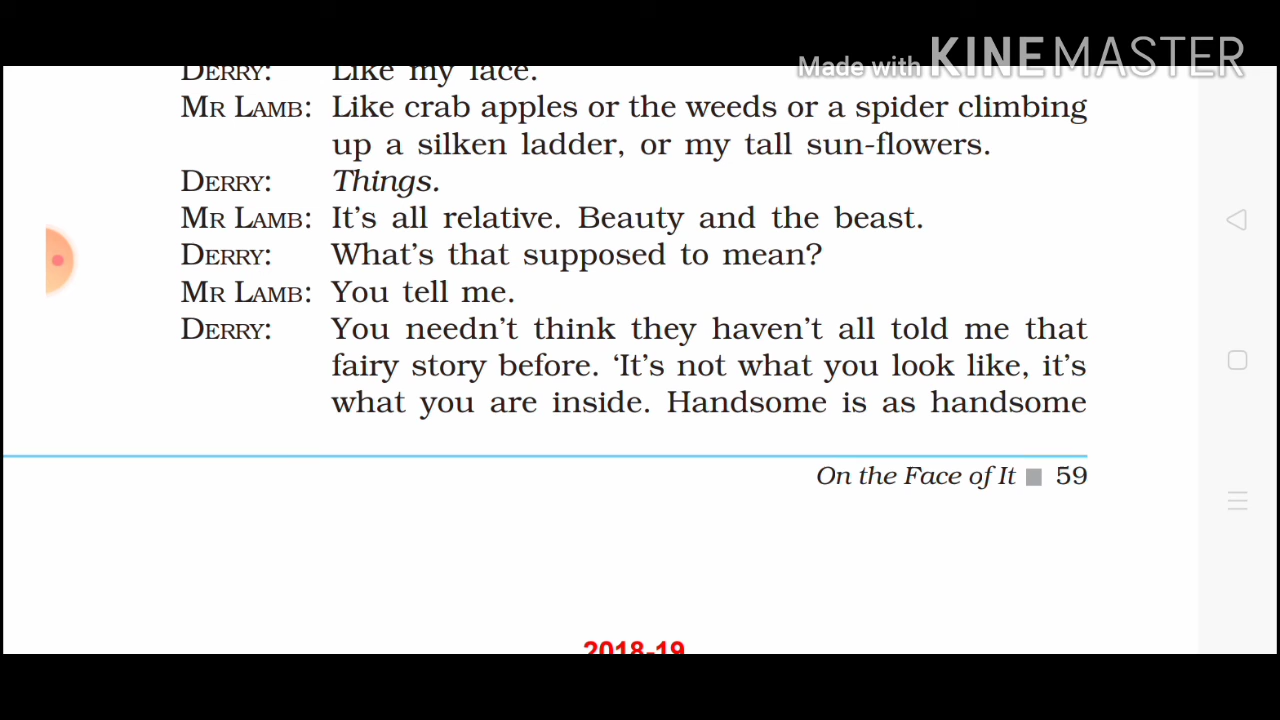 Made with KINEMASTER
DERRY: Like my face.
MR LAMB: Like crab apples or the weeds or a spider climbing
up a silken ladder, or my tall sun-flowers.
DERRY: Things.
MR LAMB: It's all relative. Beauty and the beast.
DERRY: What's that supposed to mean?
MR LAMB: You tell me.
DERRY: You needn't think they haven't all told me that
fairy story before. ‘It's not what you look like, it's
what you are inside. Handsome is as handsome
On the Face of It ■ 59
2018-19